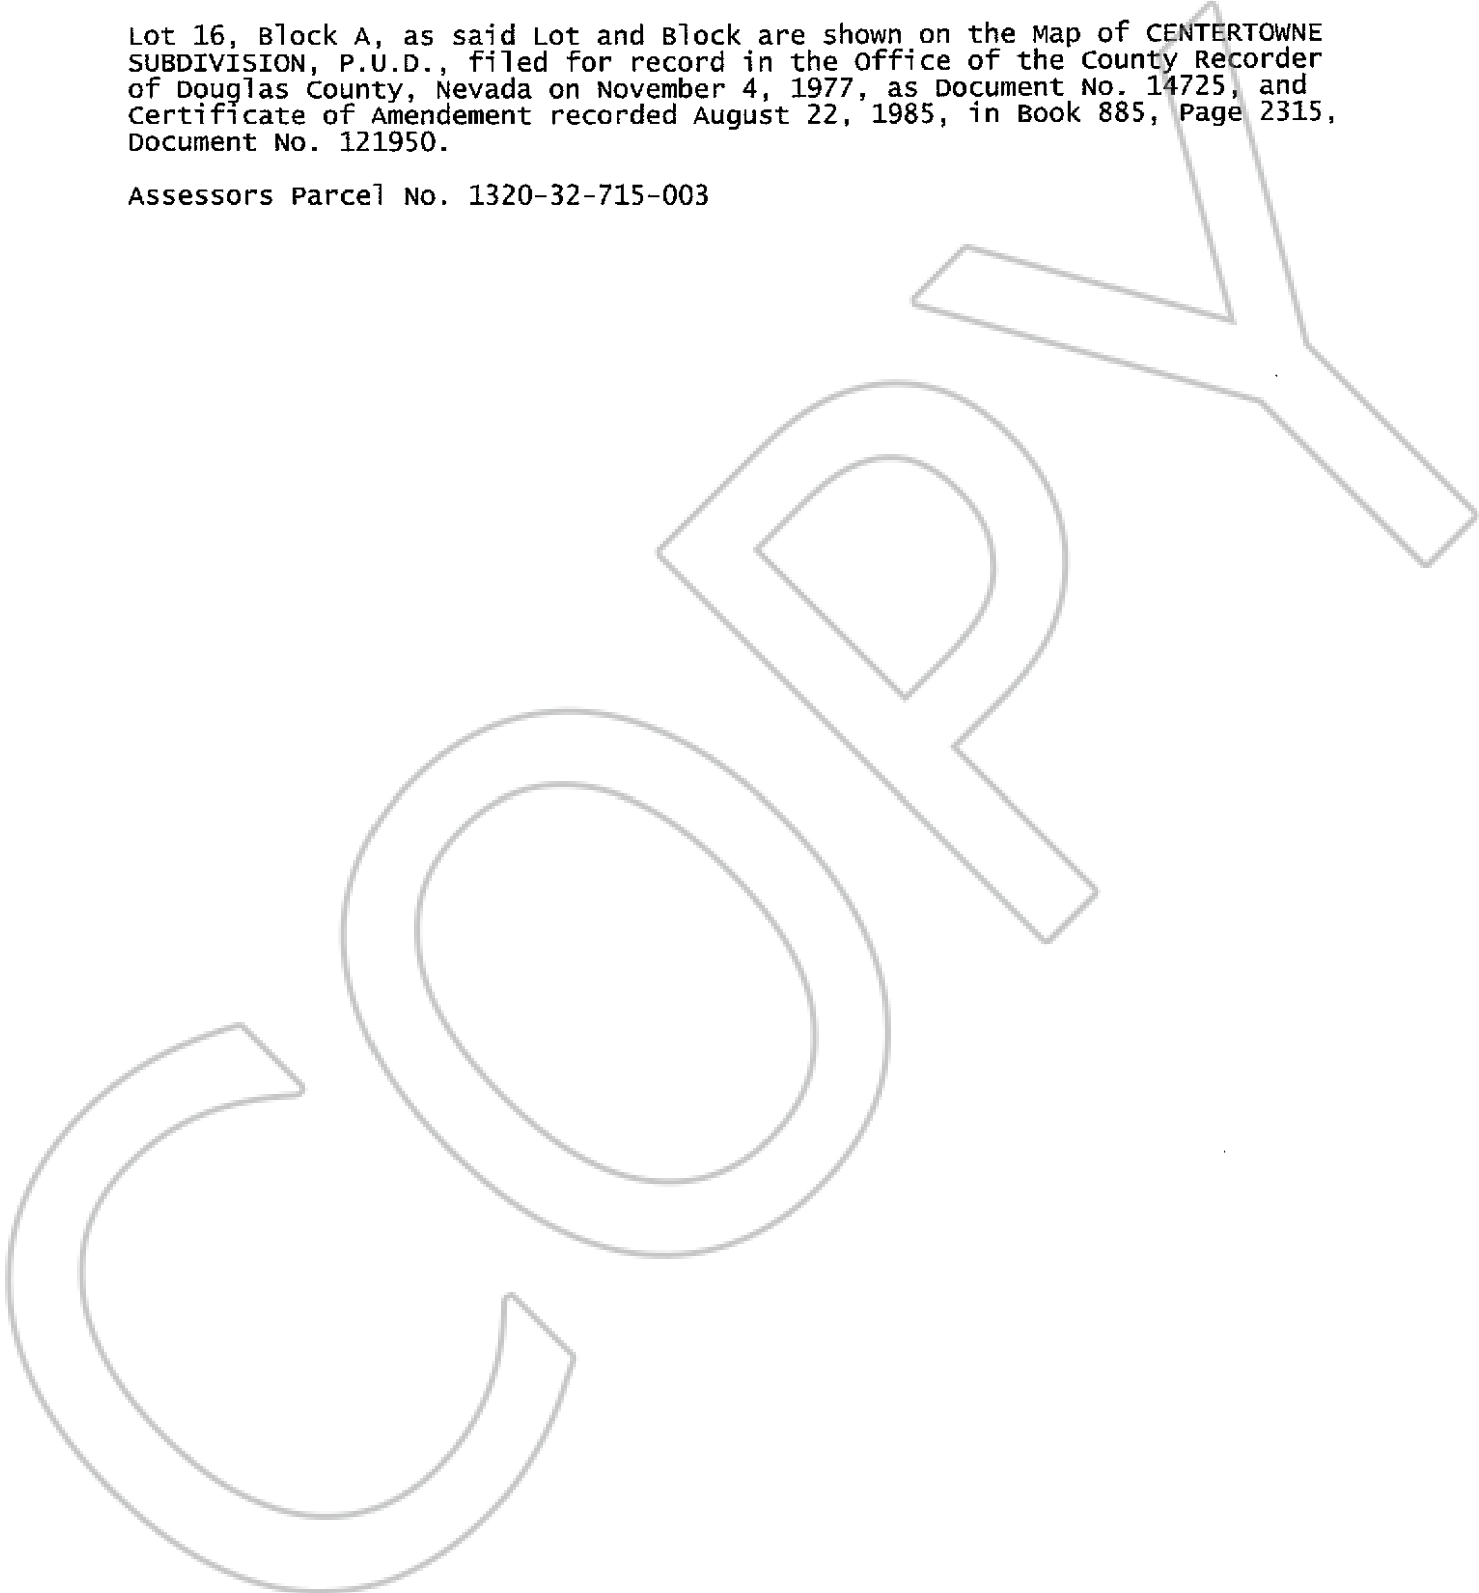 Lot 16, Block A, as said Lot and Block are shown on the Map of CENTERTOWNE
SUBDIVISION, P.U.D., filed for record in the Office of the County Recorder
of Douglas County, Nevada on November 4, 1977, as Document No. 14725, and
Certificate of Amendement recorded August 22, 1985, in Book 885, Page 2315,
Document No. 121950.
Assessors Parcel No. 1320-32-715-003
COPY